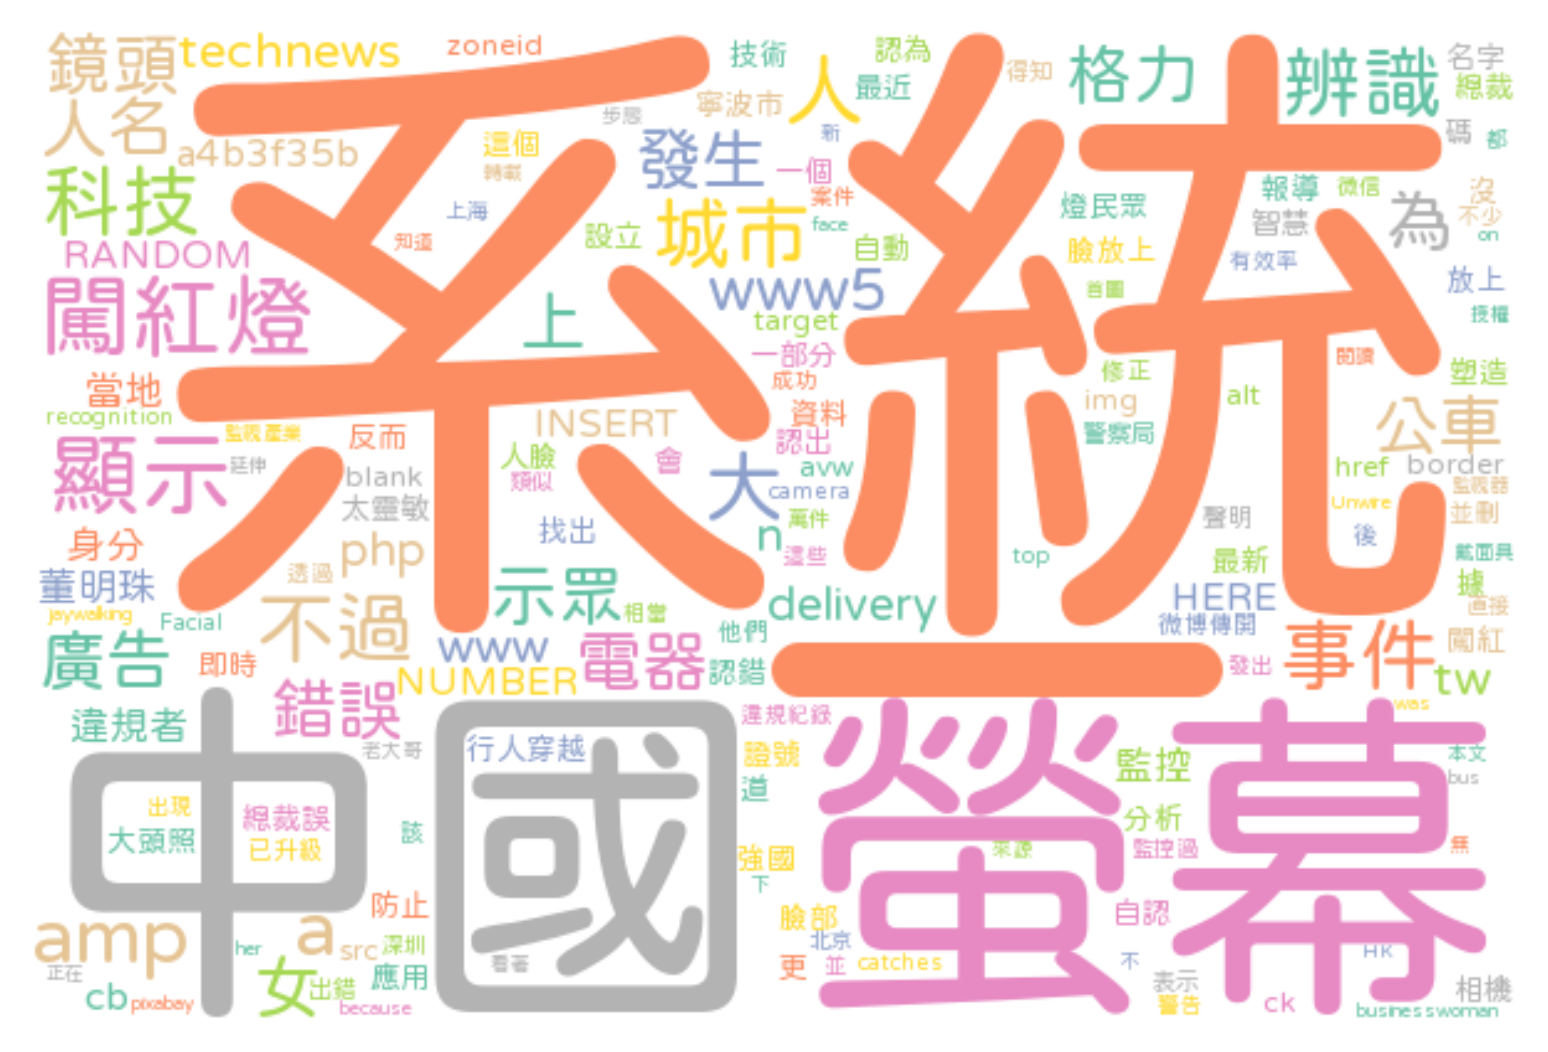 鏡頭 technews zoneid 技術 認為 得知 格力 辨識 名字
人名 步態 寧波市 人 最近 總裁
a4b3f35b 這個 發生 新 碼 都
轉載 一個
科技 上海 案件 燈民眾 報導 微信 為 沒
設立 城市 face 智慧 不少
RANDOM 知道 自動 臉放上 有效率 on
系統
闖紅燈 上 www5 首圖 放上
target 授權
當地 一部分 修正 閱讀 塑造
recognition 成功 img alt
INSERT 資料 公車
顯示 監視產業 反而 人臉 會 認出 警察局
延伸 blank 類似 大 avw href border
太靈敏 camera 監視器
找出 n 萬件 聲明 Unwire 並刪
身分 php 這些 top 後
董明珠 透過 示眾 最新 戴面具
jaywalking Facial 不過 相當 delivery HERE 據 直接
廣告 www 電器 他們 微博傳開 事件 闖紅
即時 NUMBER 認錯 發出 tw
錯誤 was
違規者 老大哥 行人穿越 違規紀錄 監控 本文
證號 bus
中國 螢幕
出現 總裁誤 道 分析
大頭照 已升級 該 強國 來源 監控過 無
下
防止 臉部 自認
amp a src 深圳 北京 HK
her 看著 更 並 catches 不
正在 女 出錯 應用 表示 相機
cb pixabay because 警告 ck businesswoman